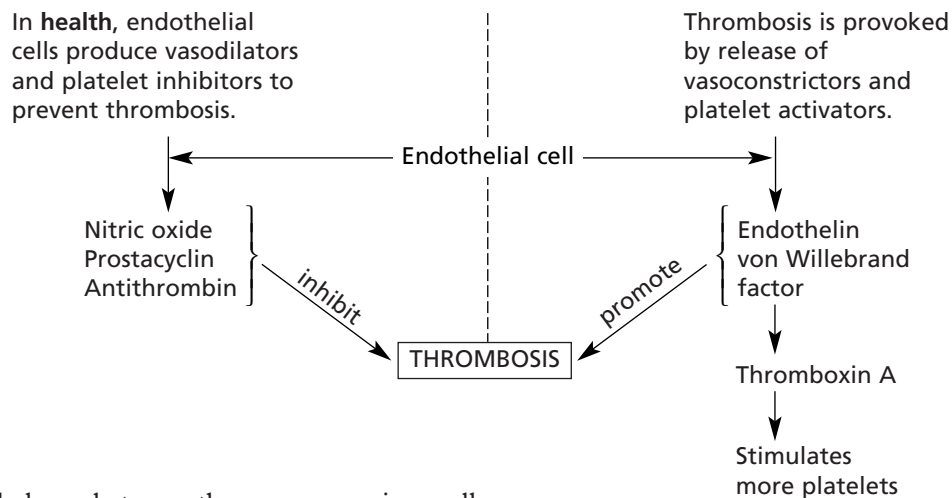 In health, endothelial
cells produce vasodilators
and platelet inhibitors to
prevent thrombosis.
Thrombosis is provoked
by release of
vasoconstrictors and
platelet activators.
Endothelial cell
Nitric oxide
Prostacyclin
Antithrombin
inhibit
promote
Endothelin
von Willebrand
factor
THROMBOSIS
Thromboxin A
Stimulates
more platelets